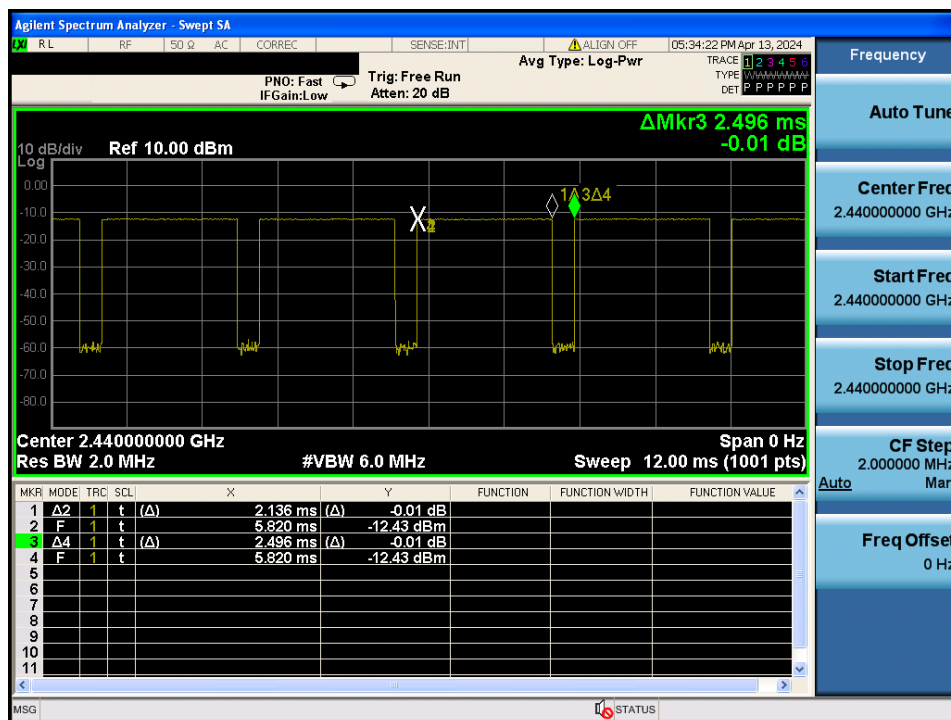 Agilent Spectrum Analyzer - Swept SA
LXI RL RF 50 Ω AC CORREC SENSE:INT ALIGN OFF 05:34:22 PM Apr 13, 2024
PNO: Fast
IFGain:Low
Trig: Free Run
Atten: 20 dB
Avg Type: Log-Pwr
TRACE 1 2 3 4 5 6
TYPE WWWWWW
DET P P P P P P
ΔMkr3 2.496 ms
-0.01 dB
10 dB/div Ref 10.00 dBm
Log
0.00
-10.0
-20.0
-30.0
-40.0
-50.0
-60.0
-70.0
-80.0
3Δ4
Center 2.440000000 GHz Span 0 Hz
Res BW 2.0 MHz #VBW 6.0 MHz Sweep 12.00 ms (1001 pts)
MKR MODE TRC SCL X Y FUNCTION FUNCTION WIDTH FUNCTION VALUE
1 Δ2 1 t (Δ) 2.136 ms (Δ) -0.01 dB
2 F 1 t 5.820 ms -12.43 dBm
3 Δ4 1 t (Δ) 2.496 ms (Δ) -0.01 dB
4 F 1 t 5.820 ms -12.43 dBm
5
6
7
8
9
10
11
MSG STATUS
Frequency
Auto Tune
Center Freq
2.440000000 GHz
Start Freq
2.440000000 GHz
Stop Freq
2.440000000 GHz
CF Step
2.000000 MHz
Auto Man
Freq Offset
0 Hz